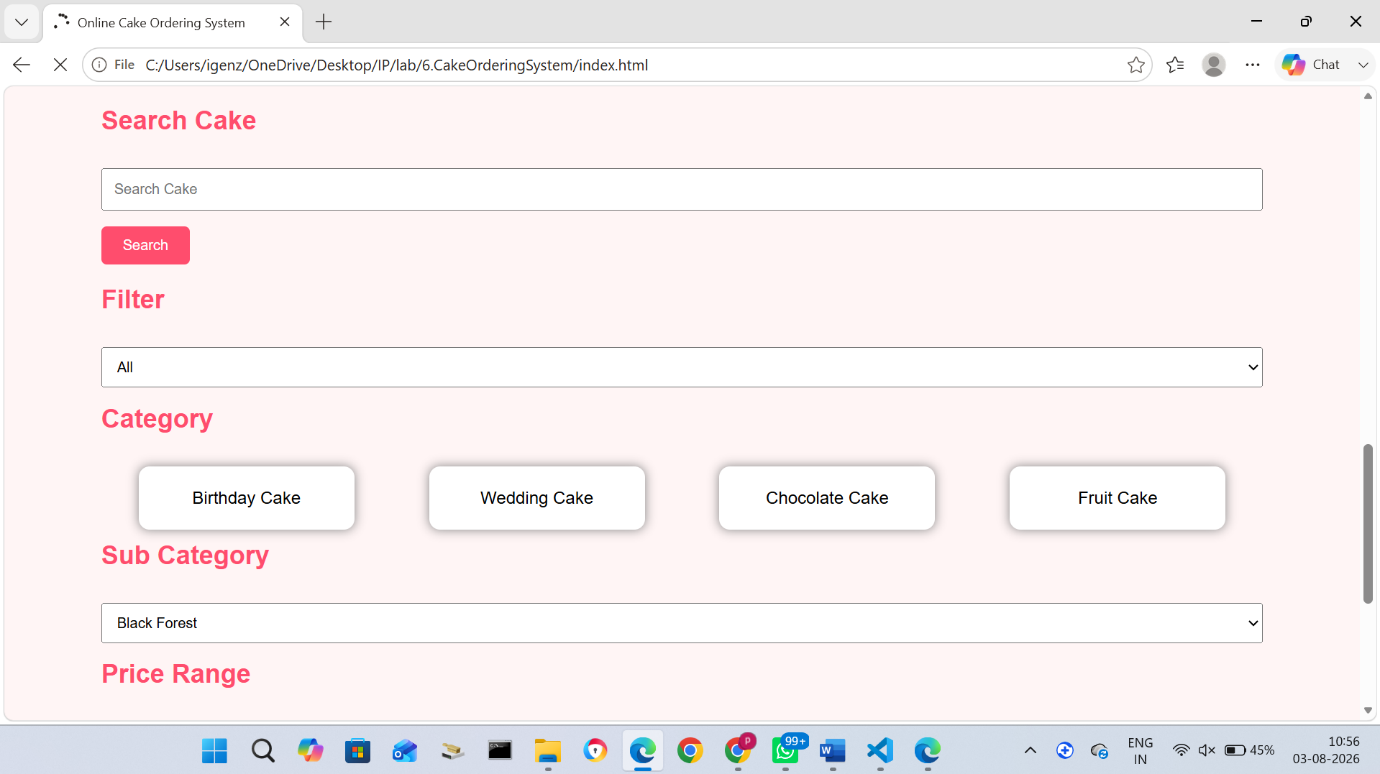 Online Cake Ordering System
File C:/Users/igenz/OneDrive/Desktop/IP/lab/6.CakeOrderingSystem/index.html
Chat
Search Cake
Search Cake
Search
Filter
All
Category
Birthday Cake Wedding Cake Chocolate Cake Fruit Cake
Sub Category
Black Forest
Price Range
P 99+ W
ENG
IN
45%
10:56
03-08-2026